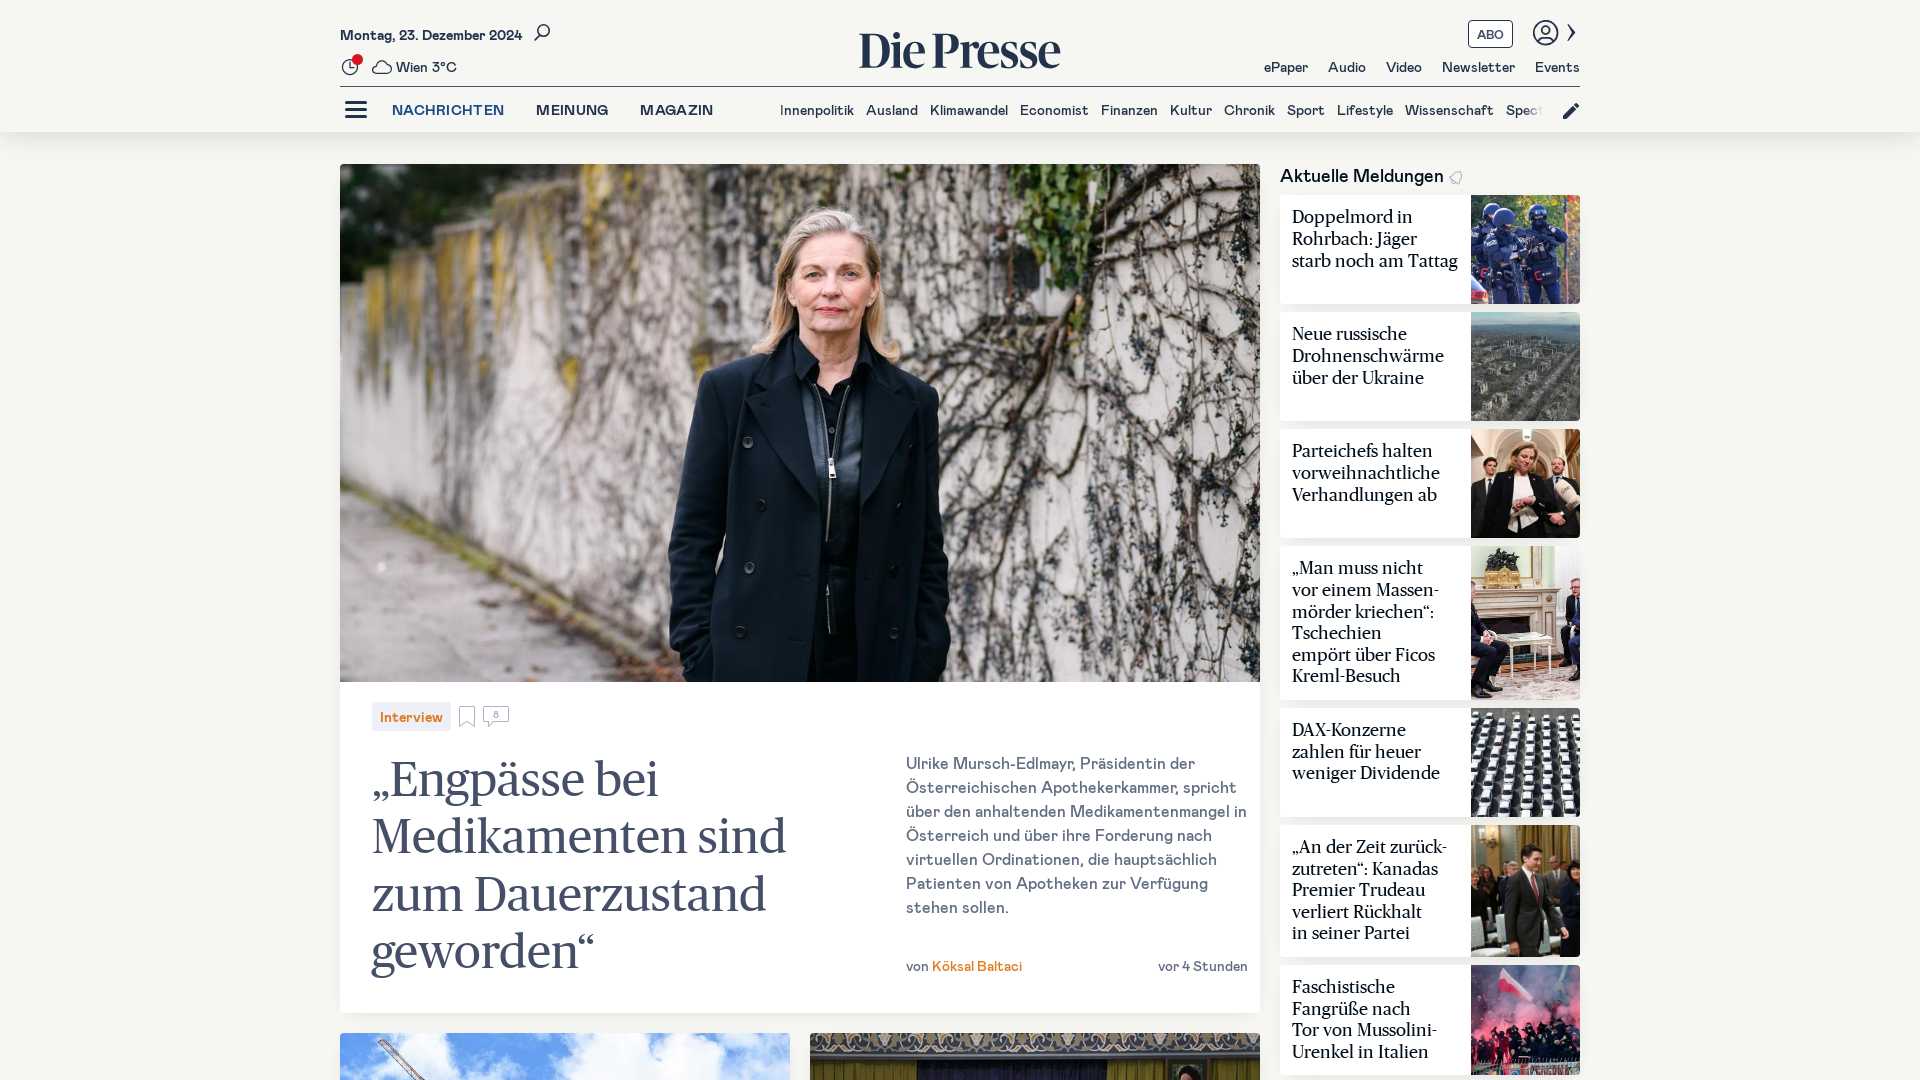 Montag, 23. Dezember 2024
Wien 3°C
Die Presse
ABO
ePaper Audio Video Newsletter Events
NACHRICHTEN MEINUNG MAGAZIN
Innenpolitik Ausland Klimawandel Economist Finanzen Kultur Chronik Sport Lifestyle Wissenschaft Spect
Interview
8
„Engpässe bei
Medikamenten sind
zum Dauerzustand
geworden“
Ulrike Mursch-Edlmayr, Präsidentin der
Österreichischen Apothekerkammer, spricht
über den anhaltenden Medikamentenmangel in
Österreich und über ihre Forderung nach
virtuellen Ordinationen, die hauptsächlich
Patienten von Apotheken zur Verfügung
stehen sollen.
von Köksal Baltaci
vor 4 Stunden
Aktuelle Meldungen
Doppelmord in
Rohrbach: Jäger
starb noch am Tattag
Neue russische
Drohnenschwärme
über der Ukraine
Parteichefs halten
vorweihnachtliche
Verhandlungen ab
„Man muss nicht
vor einem Massen-
mörder kriechen“:
Tschechien
empört über Ficos
Kreml-Besuch
DAX-Konzerne
zahlen für heuer
weniger Dividende
„An der Zeit zurück-
zutreten“: Kanadas
Premier Trudeau
verliert Rückhalt
in seiner Partei
Faschistische
Fangrüße nach
Tor von Mussolini-
Urenkel in Italien